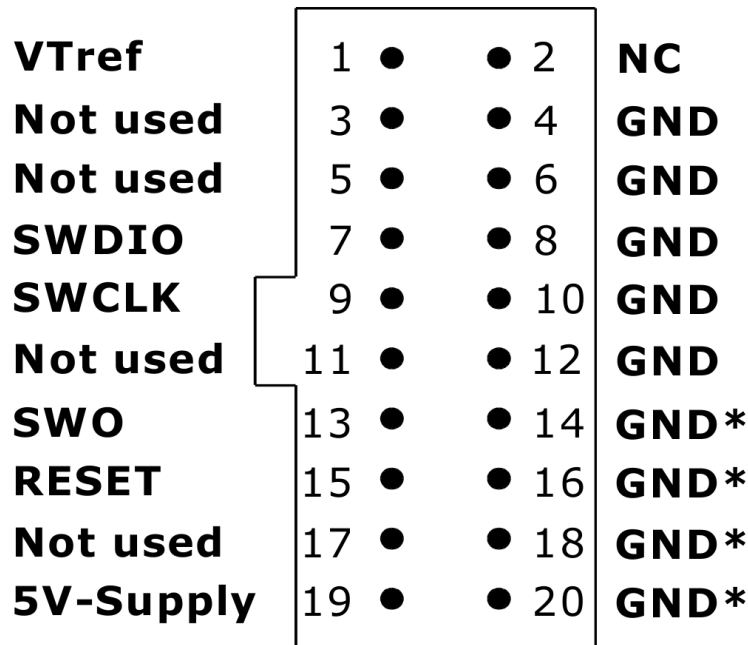 VTref 1 2 NC
Not used 3 4 GND
Not used 5 6 GND
SWDIO 7 8 GND
SWCLK 9 10 GND
Not used 11 12 GND
SWO 13 14 GND*
RESET 15 16 GND*
Not used 17 18 GND*
5V-Supply 19 20 GND*